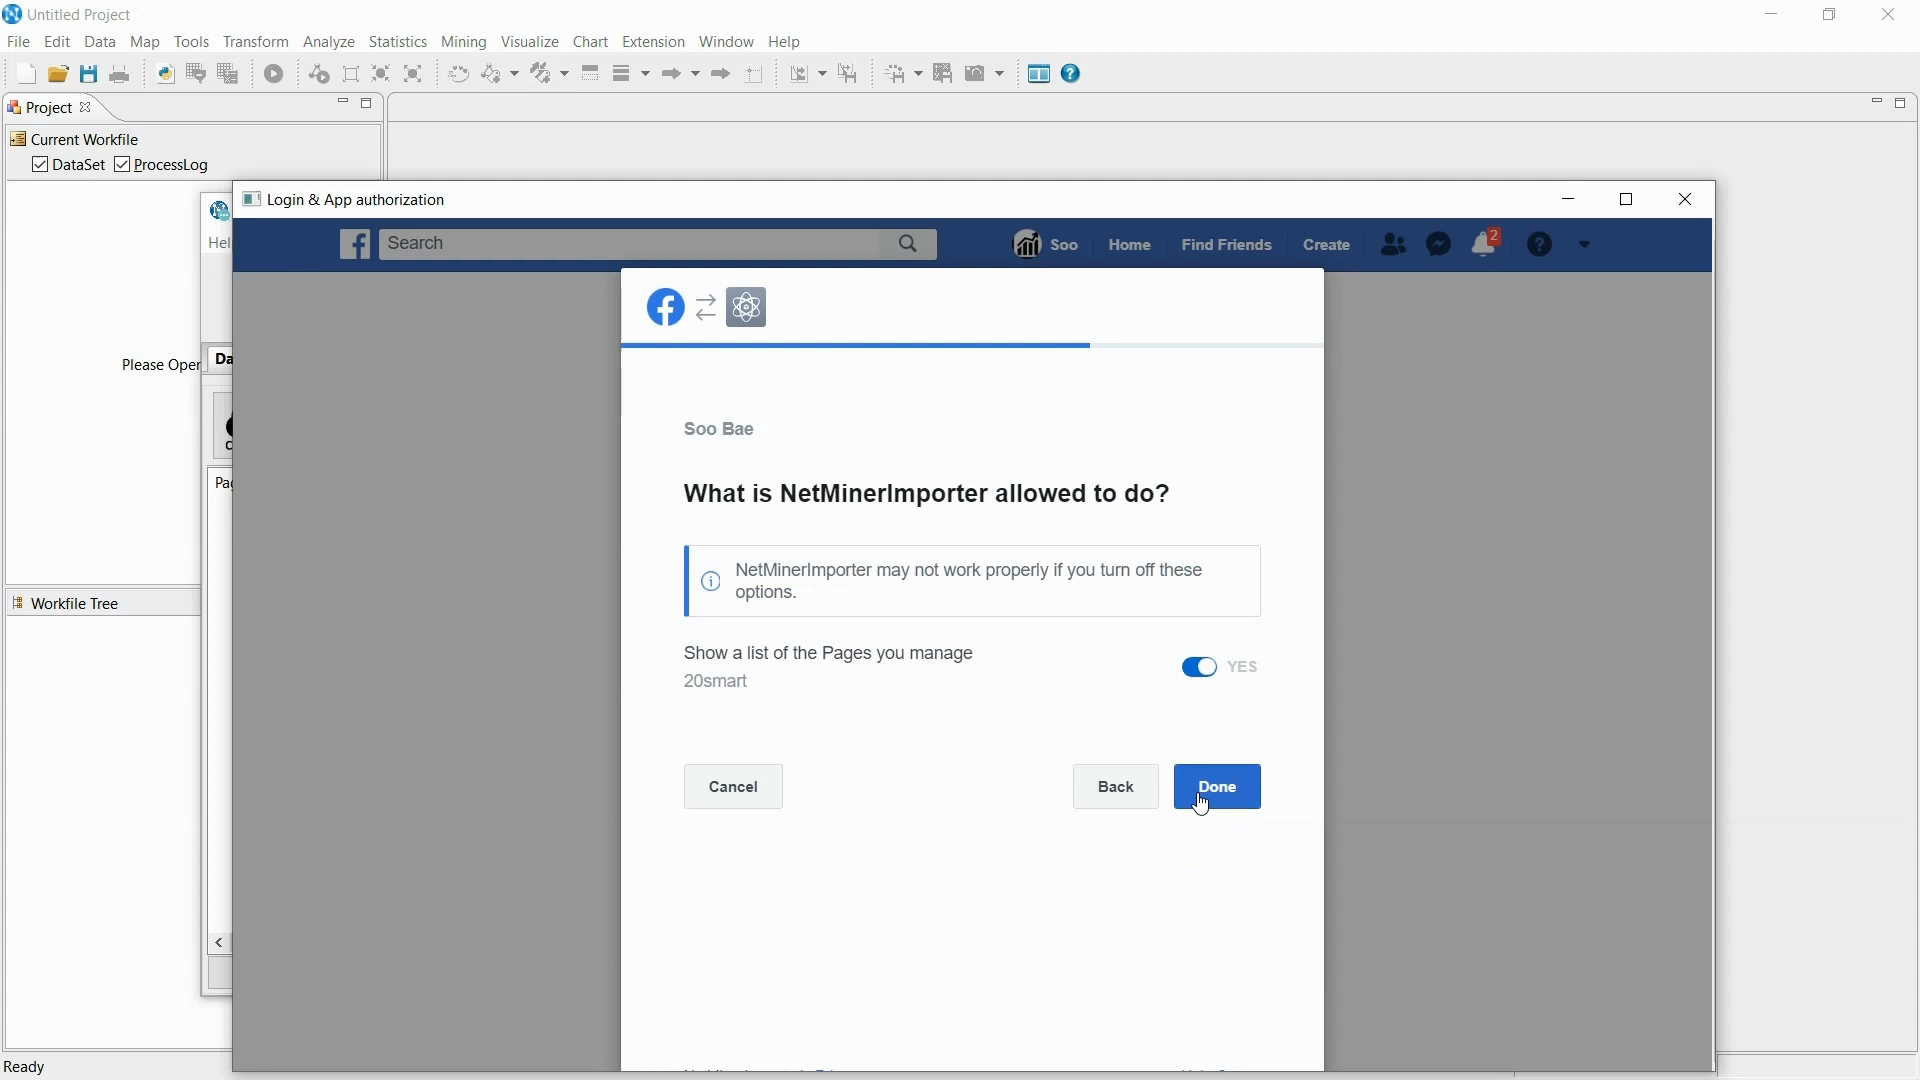 Untitled Project
File Edit Data Map Tools Transform Analyze Statistics Mining Visualize Chart Extension Window Help
Project
Current Workfile
DataSet ProcessLog
Login & App authorization
Hel
Search Soo Home Find Friends Create 2
Please Oper
Da
Soo Bae
Pag
What is NetMinerImporter allowed to do?
NetMinerImporter may not work properly if you turn off these
options.
Workfile Tree
Show a list of the Pages you manage
YES
20smart
Cancel Back Done
Ready